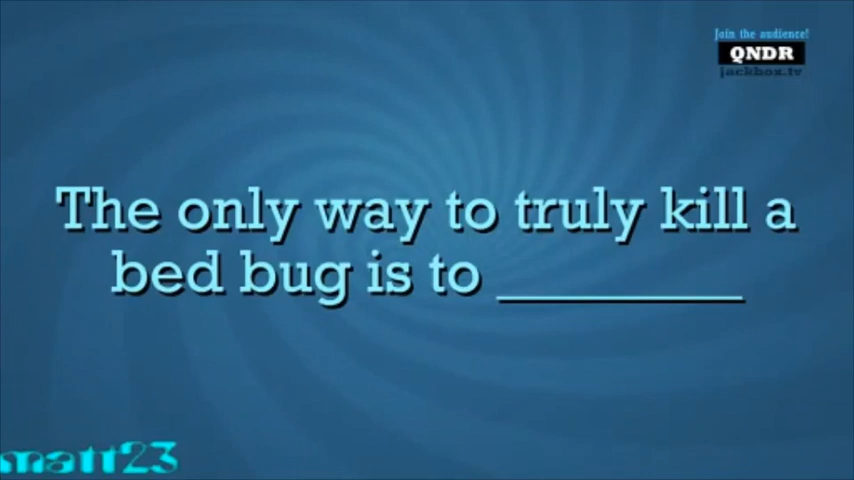 Join the audience!
QNDR
jackbox.tv
The only way to truly kill a
bed bug is to ________
matt23